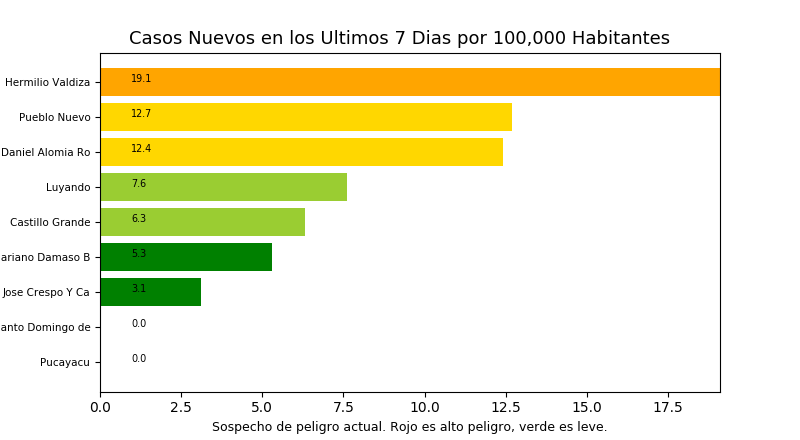 Casos Nuevos en los Ultimos 7 Dias por 100,000 Habitantes
Hermilio Valdiza 19.1
Pueblo Nuevo 12.7
Daniel Alomia Ro 12.4
Luyando 7.6
Castillo Grande 6.3
ariano Damaso B 5.3
Jose Crespo Y Ca 3.1
anto Domingo de 0.0
Pucayacu 0.0
0.0 2.5 5.0 7.5 10.0 12.5 15.0 17.5
Sospecho de peligro actual. Rojo es alto peligro, verde es leve.